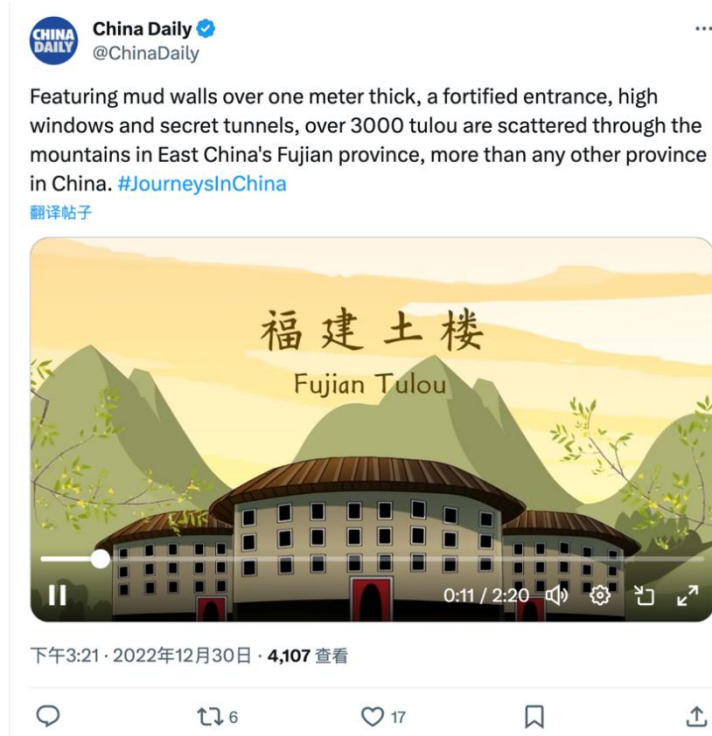 CHINA DAILY
China Daily
@ChinaDaily
Featuring mud walls over one meter thick, a fortified entrance, high
windows and secret tunnels, over 3000 tulou are scattered through the
mountains in East China's Fujian province, more than any other province
in China. #JourneysInChina
翻译帖子
福建土楼
Fujian Tulou
0:11 / 2:20
下午3:21 · 2022年12月30日 · 4,107 查看
6
17